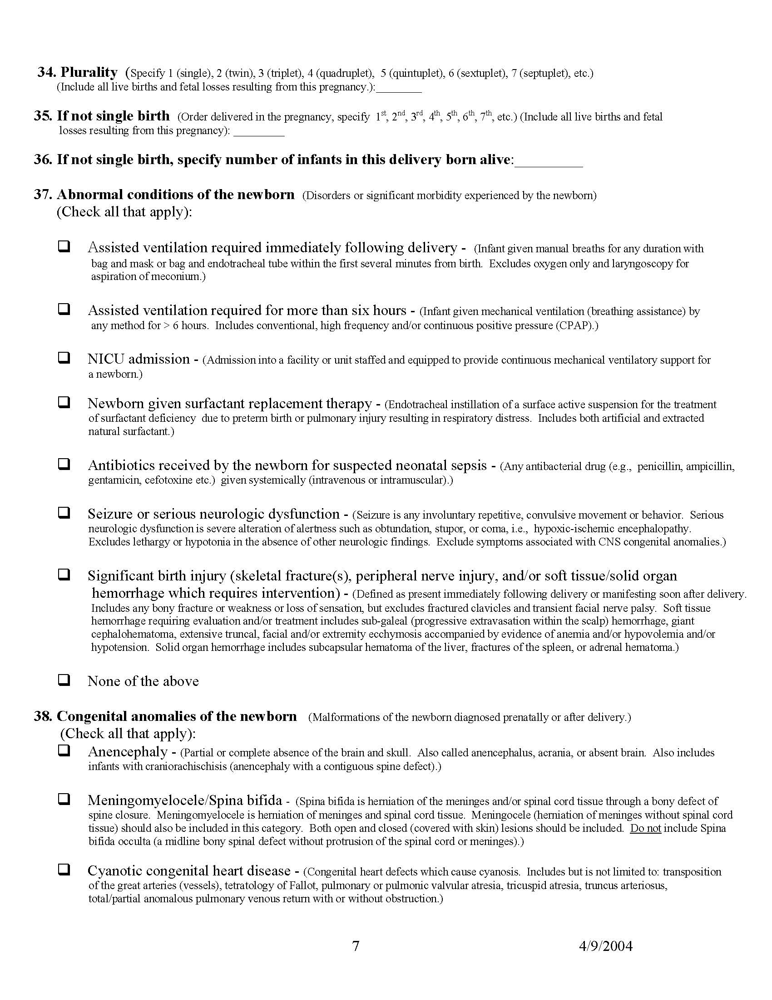 34. Plurality (Specify 1 (single), 2 (twin), 3 (triplet), 4 (quadruplet), 5 (quintuplet), 6 (sextuplet), 7 (septuplet), etc.)
(Include all live births and fetal losses resulting from this pregnancy.):________
35. If not single birth (Order delivered in the pregnancy, specify 1st, 2nd, 3rd, 4th, 5th, 6th, 7th, etc.) (Include all live births and fetal
losses resulting from this pregnancy): _________
36. If not single birth, specify number of infants in this delivery born alive:_________
37. Abnormal conditions of the newborn (Disorders or significant morbidity experienced by the newborn)
(Check all that apply):
❑ Assisted ventilation required immediately following delivery - (Infant given manual breaths for any duration with
bag and mask or bag and endotracheal tube within the first several minutes from birth. Excludes oxygen only and laryngoscopy for
aspiration of meconium.)
❑ Assisted ventilation required for more than six hours - (Infant given mechanical ventilation (breathing assistance) by
any method for > 6 hours. Includes conventional, high frequency and/or continuous positive pressure (CPAP).)
❑ NICU admission - (Admission into a facility or unit staffed and equipped to provide continuous mechanical ventilatory support for
a newborn.)
❑ Newborn given surfactant replacement therapy - (Endotracheal instillation of a surface active suspension for the treatment
of surfactant deficiency due to preterm birth or pulmonary injury resulting in respiratory distress. Includes both artificial and extracted
natural surfactant.)
❑ Antibiotics received by the newborn for suspected neonatal sepsis - (Any antibacterial drug (e.g., penicillin, ampicillin,
gentamicin, cefotoxine etc.) given systemically (intravenous or intramuscular).)
❑ Seizure or serious neurologic dysfunction - (Seizure is any involuntary repetitive, convulsive movement or behavior. Serious
neurologic dysfunction is severe alteration of alertness such as obtundation, stupor, or coma, i.e., hypoxic-ischemic encephalopathy.
Excludes lethargy or hypotonia in the absence of other neurologic findings. Exclude symptoms associated with CNS congenital anomalies.)
❑ Significant birth injury (skeletal fracture(s), peripheral nerve injury, and/or soft tissue/solid organ
hemorrhage which requires intervention) - (Defined as present immediately following delivery or manifesting soon after delivery.
Includes any bony fracture or weakness or loss of sensation, but excludes fractured clavicles and transient facial nerve palsy. Soft tissue
hemorrhage requiring evaluation and/or treatment includes sub-galeal (progressive extravasation within the scalp) hemorrhage, giant
cephalohematoma, extensive truncal, facial and/or extremity ecchymosis accompanied by evidence of anemia and/or hypovolemia and/or
hypotension. Solid organ hemorrhage includes subcapsular hematoma of the liver, fractures of the spleen, or adrenal hematoma.)
❑ None of the above
38. Congenital anomalies of the newborn (Malformations of the newborn diagnosed prenatally or after delivery.)
(Check all that apply):
❑ Anencephaly - (Partial or complete absence of the brain and skull. Also called anencephalus, acrania, or absent brain. Also includes
infants with craniorachischisis (anencephaly with a contiguous spine defect).)
❑ Meningomyelocele/Spina bifida - (Spina bifida is herniation of the meninges and/or spinal cord tissue through a bony defect of
spine closure. Meningomyelocele is herniation of meninges and spinal cord tissue. Meningocele (herniation of meninges without spinal cord
tissue) should also be included in this category. Both open and closed (covered with skin) lesions should be included. Do not include Spina
bifida occulta (a midline bony spinal defect without protrusion of the spinal cord or meninges).)
❑ Cyanotic congenital heart disease - (Congenital heart defects which cause cyanosis. Includes but is not limited to: transposition
of the great arteries (vessels), tetratology of Fallot, pulmonary or pulmonic valvular atresia, tricuspid atresia, truncus arteriosus,
total/partial anomalous pulmonary venous return with or without obstruction.)
7 4/9/2004